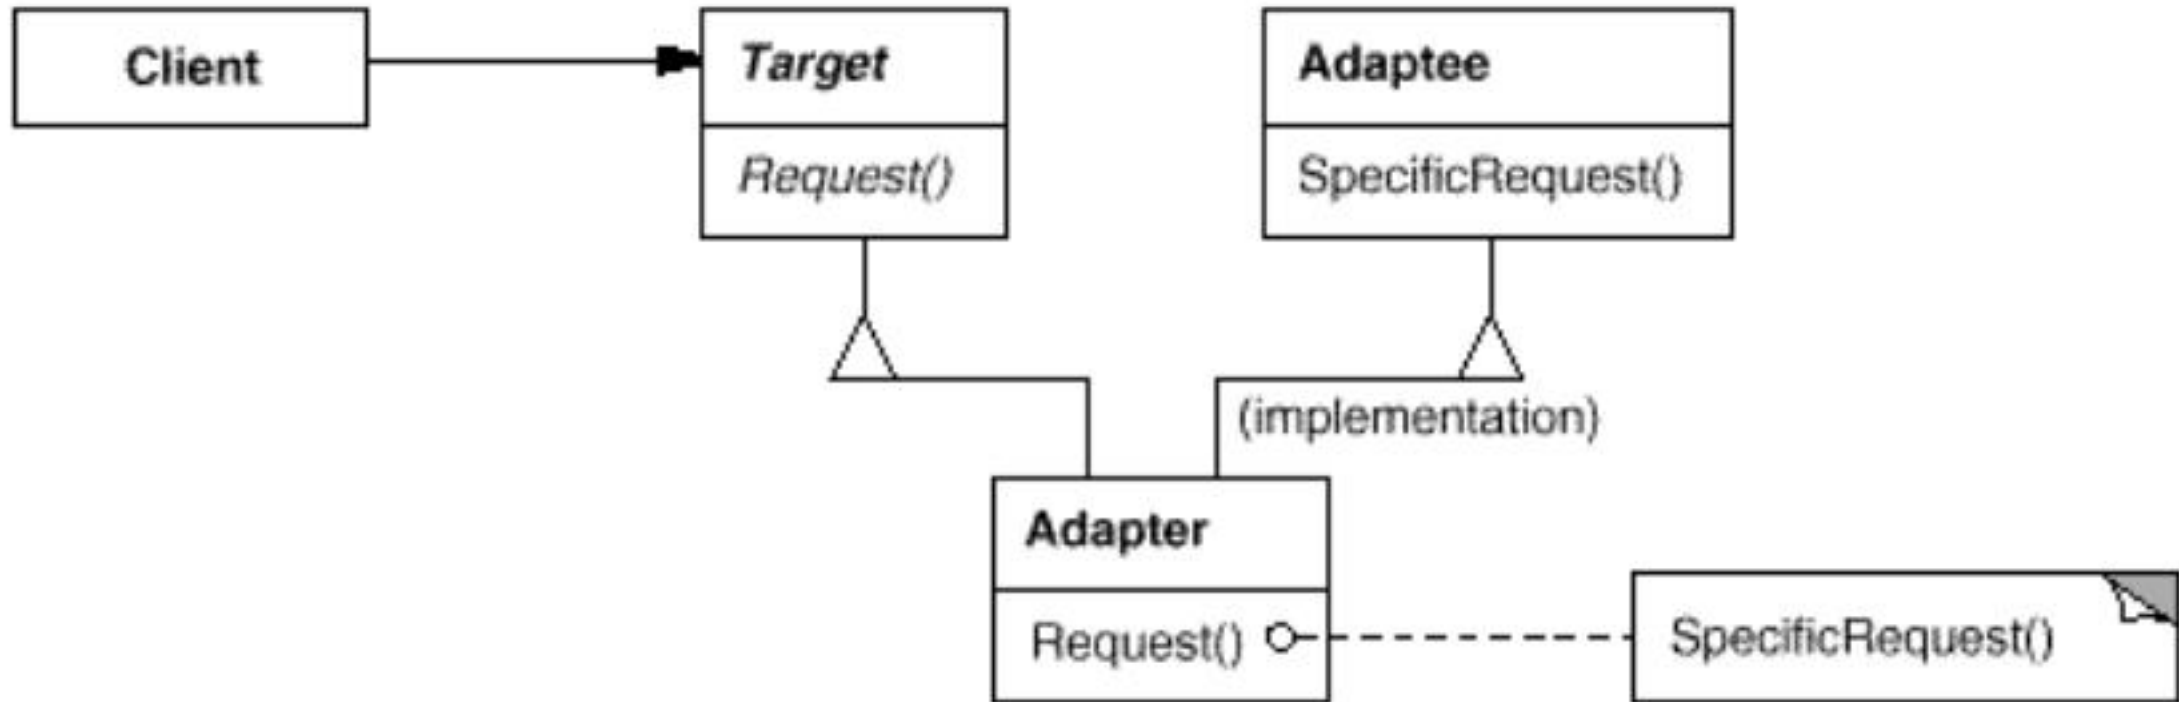 Client
Target
Request()
Adaptee
SpecificRequest()
(implementation)
Adapter
Request()
SpecificRequest()